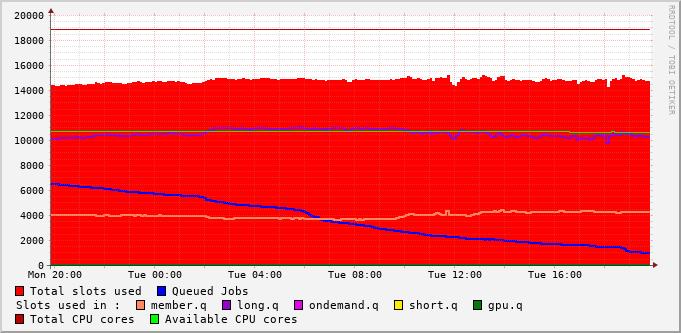 20000
18000
16000
14000
12000
10000
8000
6000
4000
2000
0
Mon 20:00 Tue 00:00 Tue 04:00 Tue 08:00 Tue 12:00 Tue 16:00
Total slots used Queued Jobs
Slots used in : member.q long.q ondemand.q short.q gpu.q
Total CPU cores Available CPU cores
RRDTOOL / TOBI OETIKER